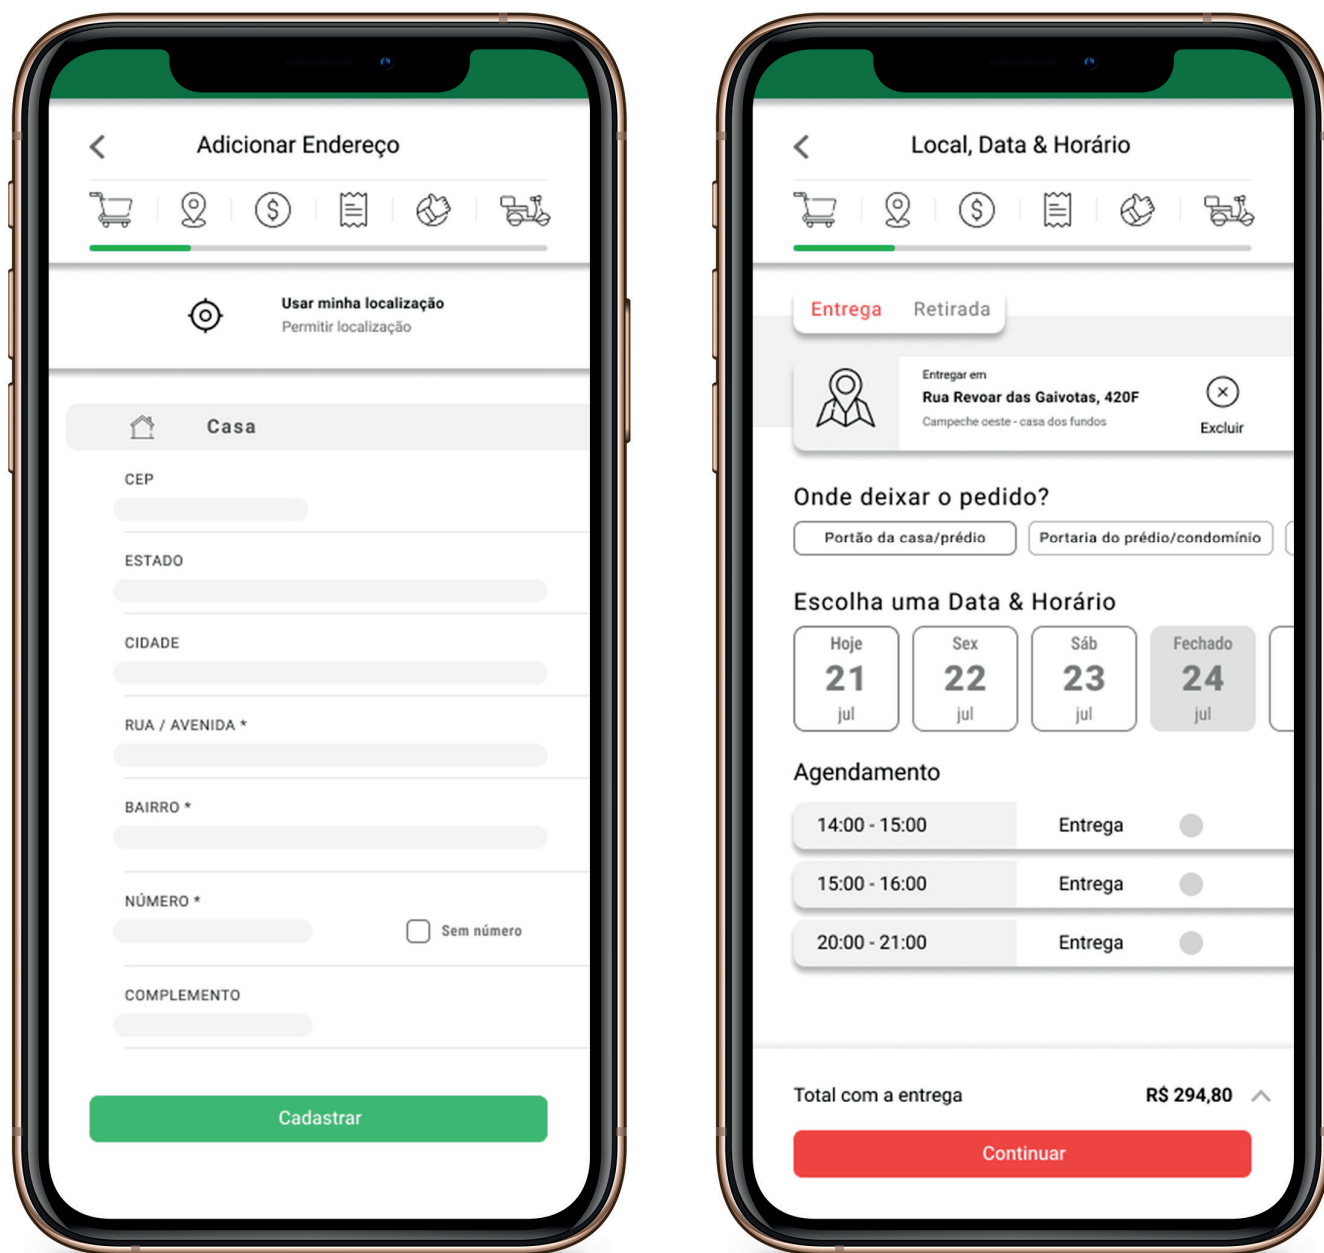 Adicionar Endereço
Usar minha localização
Permitir localização
Casa
CEP
ESTADO
CIDADE
RUA / AVENIDA *
BAIRRO *
NÚMERO *
Sem número
COMPLEMENTO
Cadastrar
Local, Data & Horário
Entrega Retirada
Entregar em
Rua Revoar das Gaivotas, 420F
Campeche oeste - casa dos fundos
Excluir
Onde deixar o pedido?
Portão da casa/prédio
Portaria do prédio/condomínio
Escolha uma Data & Horário
Hoje
21
jul
Sex
22
jul
Sáb
23
jul
Fechado
24
jul
Agendamento
14:00 - 15:00 Entrega
15:00 - 16:00 Entrega
20:00 - 21:00 Entrega
Total com a entrega R$ 294,80
Continuar